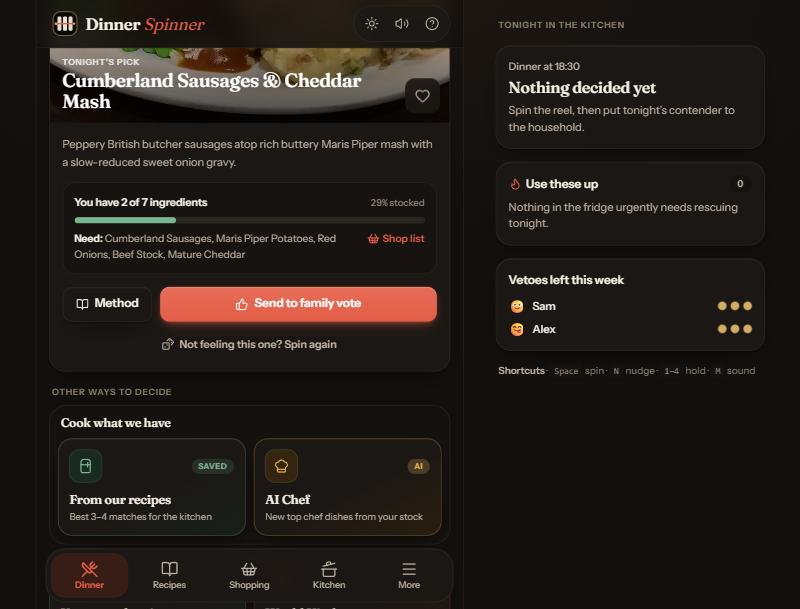 Dinner Spinner
TONIGHT'S PICK
Cumberland Sausages & Cheddar
Mash
Peppery British butcher sausages atop rich buttery Maris Piper mash with
a slow-reduced sweet onion gravy.
You have 2 of 7 ingredients
29% stocked
Need: Cumberland Sausages, Maris Piper Potatoes, Red
Onions, Beef Stock, Mature Cheddar
Shop list
Method
Send to family vote
Not feeling this one? Spin again
OTHER WAYS TO DECIDE
Cook what we have
SAVED
From our recipes
Best 3–4 matches for the kitchen
AI
AI Chef
New top chef dishes from your stock
Dinner
Recipes
Shopping
Kitchen
More
TONIGHT IN THE KITCHEN
Dinner at 18:30
Nothing decided yet
Spin the reel, then put tonight's contender to
the household.
Use these up
0
Nothing in the fridge urgently needs rescuing
tonight.
Vetoes left this week
Sam
Alex
Shortcuts · Space spin · N nudge · 1–4 hold · M sound